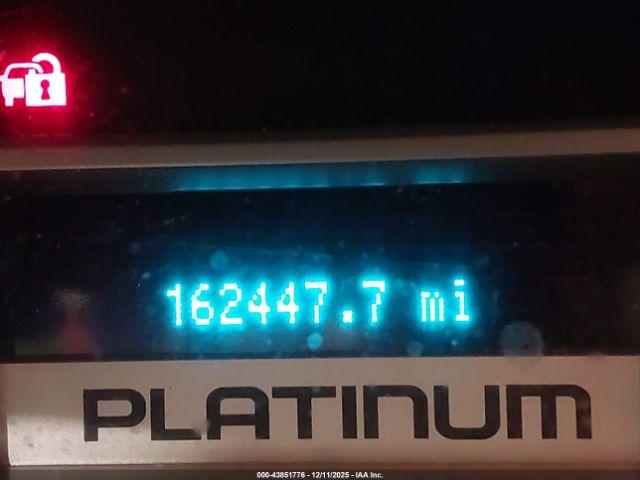 162447.7 mi
PLATINUM
000-43851776 - 12/11/2025 - IAA Inc.